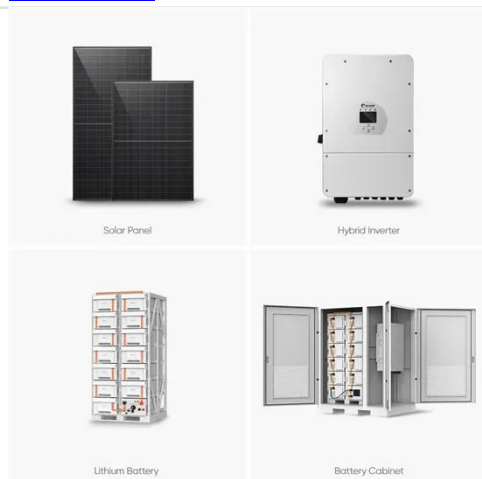 Solar Panel
Hybrid Inverter
Lithium Battery
Battery Cabinet